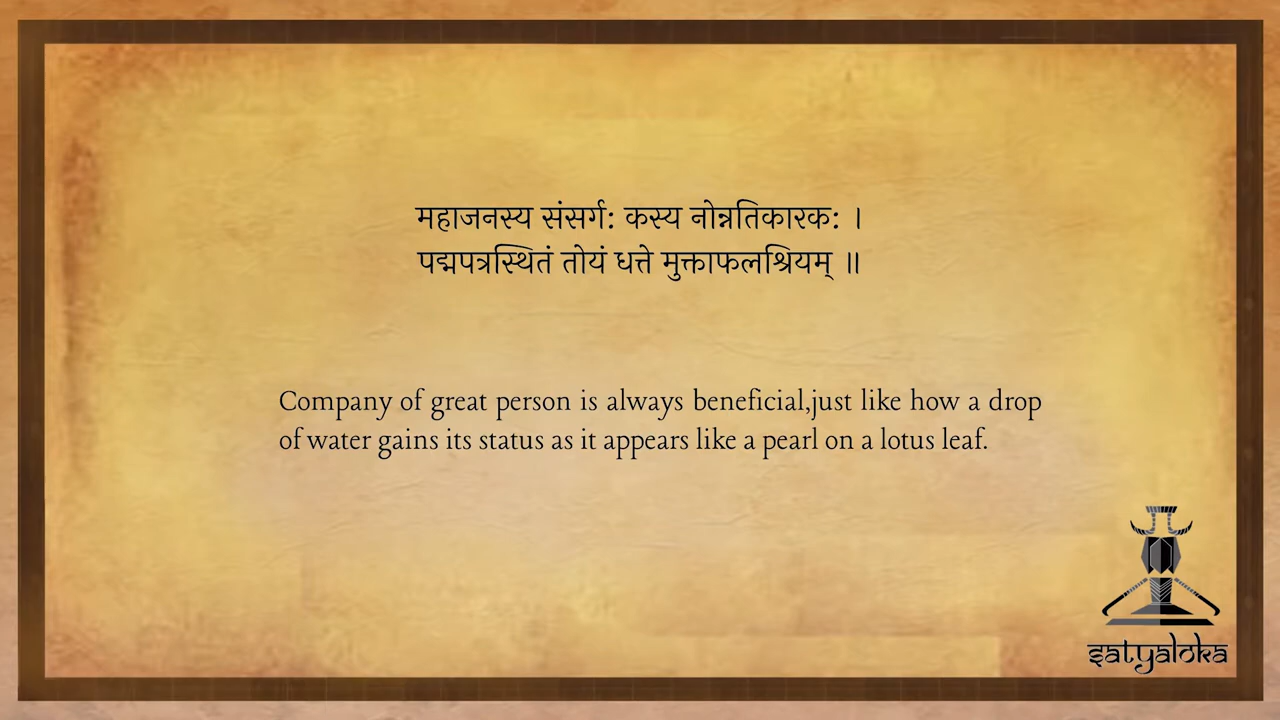 महाजनस्य संसर्ग: कस्य नोन्नतिकारक: ।
पद्मपत्रस्थितं तोयं धत्ते मुक्ताफलश्रियम् ॥
Company of great person is always beneficial,just like how a drop
of water gains its status as it appears like a pearl on a lotus leaf.
satyaloka